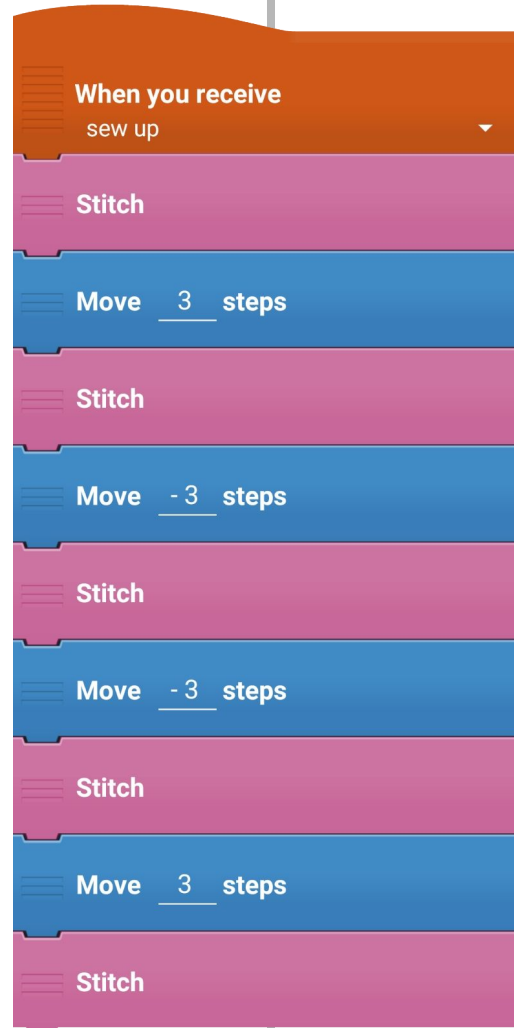 When you receive
sew up
Stitch
Move 3 steps
Stitch
Move - 3 steps
Stitch
Move - 3 steps
Stitch
Move 3 steps
Stitch